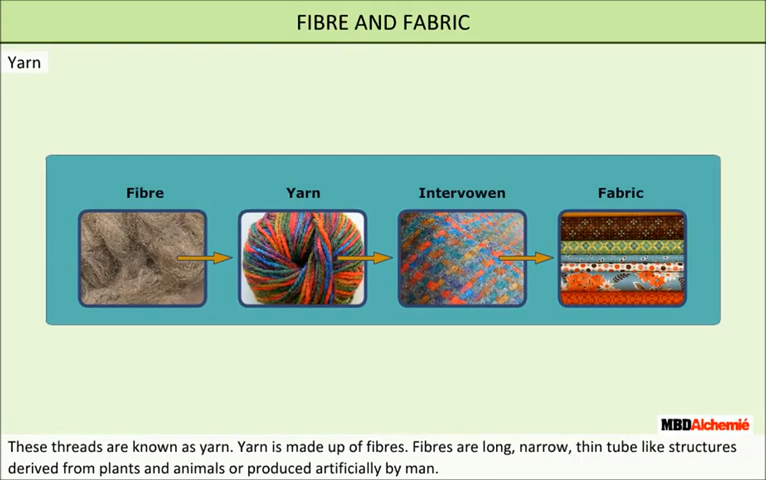 FIBRE AND FABRIC
Yarn
Fibre Yarn Intervowen Fabric
MBDAlchemié
These threads are known as yarn. Yarn is made up of fibres. Fibres are long, narrow, thin tube like structures
derived from plants and animals or produced artificially by man.